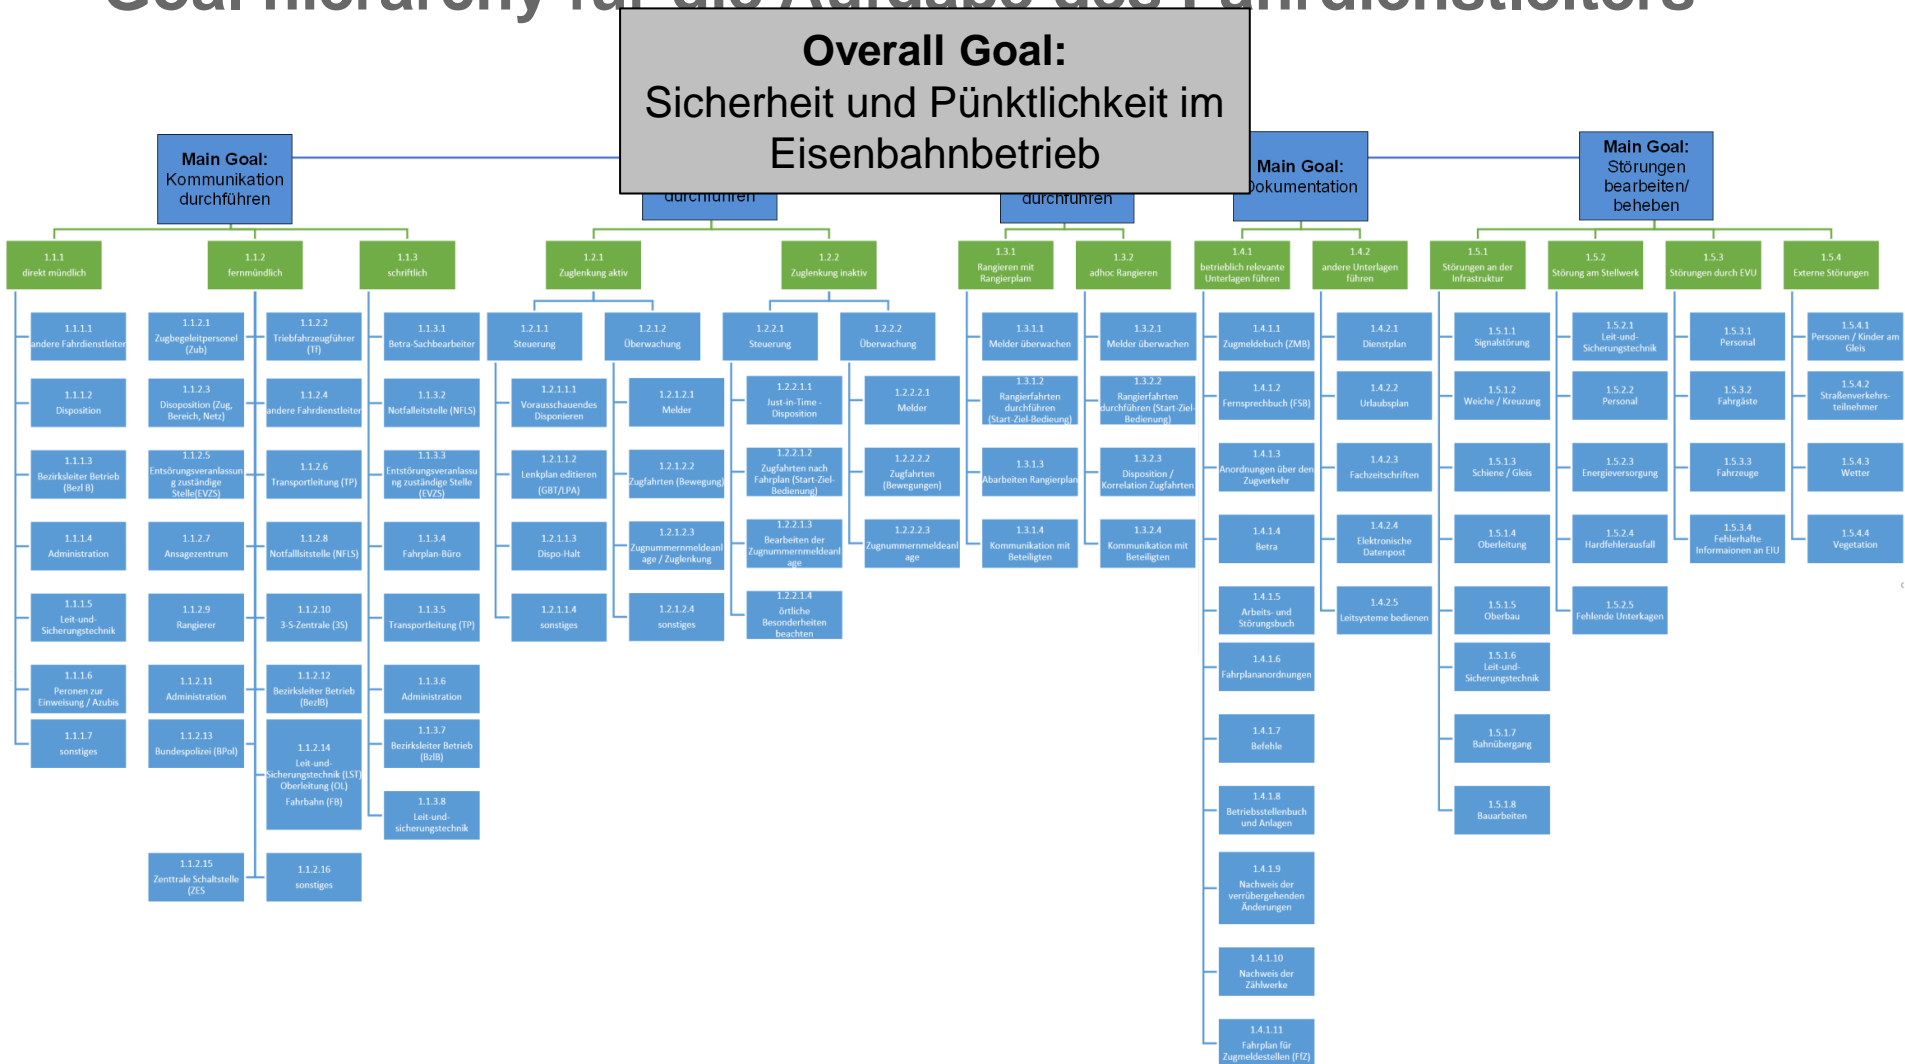 Goal hierarchy für die Aufgabe des Fahrdienstleiters
Overall Goal:
Sicherheit und Pünktlichkeit im
Eisenbahnbetrieb
Main Goal:
Kommunikation
durchführen
durchführen
durchführen
Main Goal:
Dokumentation
Main Goal:
Störungen
bearbeiten/
beheben
1.1.1
direkt mündlich
1.1.2
fernmündlich
1.1.3
schriftlich
1.2.1
Zuglenkung aktiv
1.2.2
Zuglenkung inaktiv
1.3.1
Rangieren mit
Rangierplam
1.3.2
adhoc Rangieren
1.4.1
betrieblich relevante
Unterlagen führen
1.4.2
andere Unterlagen
führen
1.5.1
Störungen an der
Infrastruktur
1.5.2
Störung am Stellwerk
1.5.3
Störungen durch EVU
1.5.4
Externe Störungen
1.1.1.1
andere Fahrdienstleiter
1.1.1.2
Disposition
1.1.1.3
Bezirksleiter Betrieb
(Bezl B)
1.1.1.4
Administration
1.1.1.5
Leit-und-
Sicherungstechnik
1.1.1.6
Peronen zur
Einweisung / Azubis
1.1.1.7
sonstiges
1.1.2.1
Zugbegeleitpersonel
(Zub)
1.1.2.2
Triebfahrzeugführer
(Tf)
1.1.2.3
Disoposition (Zug,
Bereich, Netz)
1.1.2.4
andere Fahrdienstleiter
1.1.2.5
Entsörungsveranlassun
g zuständige
Stelle(EVZS)
1.1.2.6
Transportleitung (TP)
1.1.2.7
Ansagezentrum
1.1.2.8
Notfalllsitstelle (NFLS)
1.1.2.9
Rangierer
1.1.2.10
3-S-Zentrale (3S)
1.1.2.11
Administration
1.1.2.12
Bezirksleiter Betrieb
(BezlB)
1.1.2.13
Bundespolizei (BPol)
1.1.2.14
Leit-und-
Sicherungstechnik (LST)
Oberleitung (OL)
Fahrbahn (FB)
1.1.2.15
Zenttrale Schaltstelle
(ZES
1.1.2.16
sonstiges
1.1.3.1
Betra-Sachbearbeiter
1.1.3.2
Notfalleitstelle (NFLS)
1.1.3.3
Entstörungsveranlassu
ng zuständige Stelle
(EVZS)
1.1.3.4
Fahrplan-Büro
1.1.3.5
Transportleitung (TP)
1.1.3.6
Administration
1.1.3.7
Bezirksleiter Betrieb
(BzlB)
1.1.3.8
Leit-und-
sicherungstechnik
1.2.1.1
Steuerung
1.2.1.1.1
Vorausschauendes
Disponieren
1.2.1.1.2
Lenkplan editieren
(GBT/LPA)
1.2.1.1.3
Dispo-Halt
1.2.1.1.4
sonstiges
1.2.1.2
Überwachung
1.2.1.2.1
Melder
1.2.1.2.2
Zugfahrten (Bewegung)
1.2.1.2.3
Zugnummernmeldeanl
age / Zuglenkung
1.2.1.2.4
sonstiges
1.2.2.1
Steuerung
1.2.2.1.1
Just-in-Time -
Disposition
1.2.2.1.2
Zugfahrten nach
Fahrplan (Start-Ziel-
Bedienung)
1.2.2.1.3
Bearbeiten der
Zugnummernmeldeanl
age
1.2.2.1.4
örtliche
Besonderheiten
beachten
1.2.2.2
Überwachung
1.2.2.2.1
Melder
1.2.2.2.2
Zugfahrten
(Bewegungen)
1.2.2.2.3
Zugnummernmeldeanl
age
1.3.1.1
Melder überwachen
1.3.1.2
Rangierfahrten
durchführen
(Start-Ziel-Bedieung)
1.3.1.3
Abarbeiten Rangierplan
1.3.1.4
Kommunikation mit
Beteiligten
1.3.2.1
Melder überwachen
1.3.2.2
Rangierfahrten
durchführen (Start-Ziel-
Bedienung)
1.3.2.3
Disposition /
Korrelation Zugfahrten
1.3.2.4
Kommunikation mit
Beteiligten
1.4.1.1
Zugmeldebuch (ZMB)
1.4.1.2
Fernsprechbuch (FSB)
1.4.1.3
Anordnungen über den
Zugverkehr
1.4.1.4
Betra
1.4.1.5
Arbeits- und
Störungsbuch
1.4.1.6
Fahrplananordnungen
1.4.1.7
Befehle
1.4.1.8
Betriebsstellenbuch
und Anlagen
1.4.1.9
Nachweis der
verrübergehenden
Änderungen
1.4.1.10
Nachweis der
Zählwerke
1.4.1.11
Fahrplan für
Zugmeldestellen (FfZ)
1.4.2.1
Dienstplan
1.4.2.2
Urlaubsplan
1.4.2.3
Fachzeitschriften
1.4.2.4
Elektronische
Datenpost
1.4.2.5
Leitsysteme bedienen
1.5.1.1
Signalstörung
1.5.1.2
Weiche / Kreuzung
1.5.1.3
Schiene / Gleis
1.5.1.4
Oberleitung
1.5.1.5
Oberbau
1.5.1.6
Leit-und-
Sicherungstechnik
1.5.1.7
Bahnübergang
1.5.1.8
Bauarbeiten
1.5.2.1
Leit-und-
Sicherungstechnik
1.5.2.2
Personal
1.5.2.3
Energieversorgung
1.5.2.4
Hardfehlerausfall
1.5.2.5
Fehlende Unterkagen
1.5.3.1
Personal
1.5.3.2
Fahrgäste
1.5.3.3
Fahrzeuge
1.5.3.4
Fehlerhafte
Informaionen an EIU
1.5.4.1
Personen / Kinder am
Gleis
1.5.4.2
Straßenverkehrs-
teilnehmer
1.5.4.3
Wetter
1.5.4.4
Vegetation